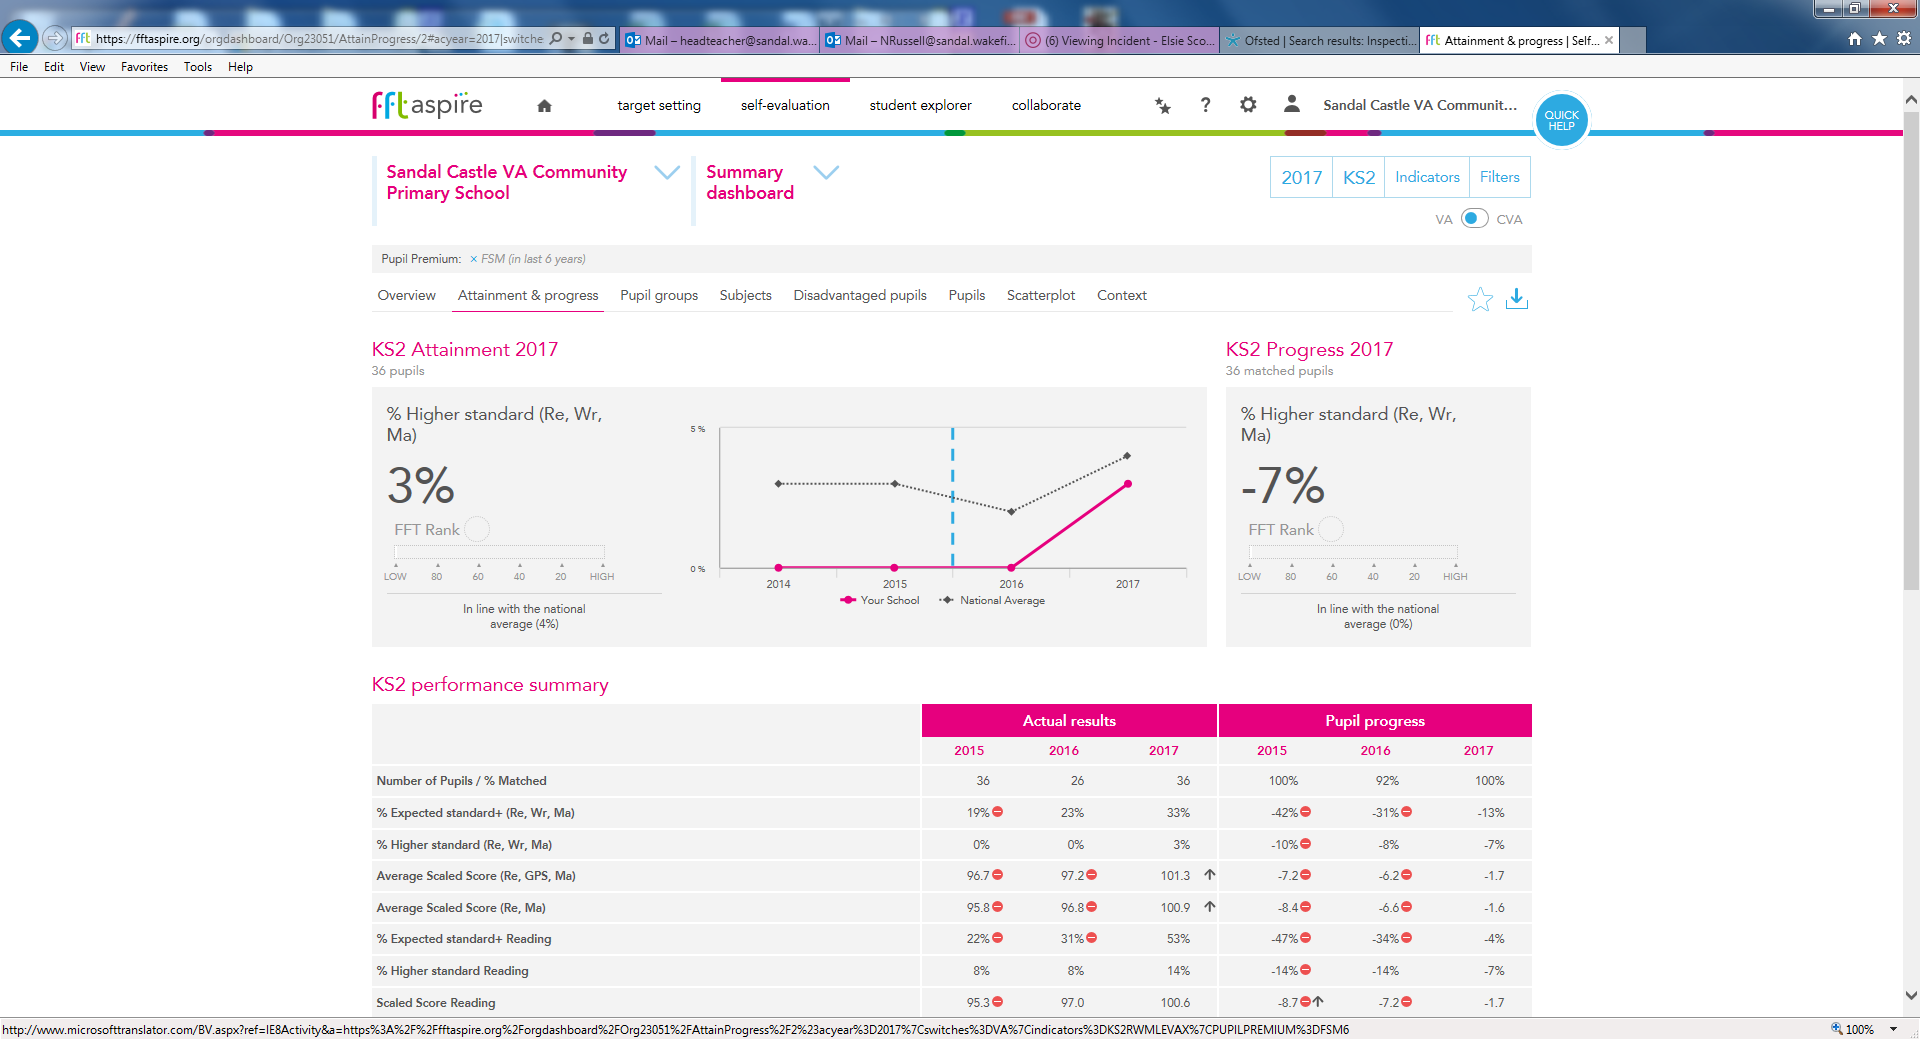 https://fftaspire.org/orgdashboard/Org23051/AttainProgress/2#acyear=2017|switche
Mail – headteacher@sandal.wa...
Mail – NRussell@sandal.wakefi...
(6) Viewing Incident - Elsie Sco...
Ofsted | Search results: Inspecti...
Attainment & progress | Self...
File Edit View Favorites Tools Help
fft aspire
target setting self-evaluation student explorer collaborate
? Sandal Castle VA Communit...
QUICK
HELP
Sandal Castle VA Community
Primary School
Summary
dashboard
2017 KS2 Indicators Filters
VA CVA
Pupil Premium: × FSM (in last 6 years)
Overview Attainment & progress Pupil groups Subjects Disadvantaged pupils Pupils Scatterplot Context
KS2 Attainment 2017
36 pupils
% Higher standard (Re, Wr,
Ma)
3%
FFT Rank
LOW 80 60 40 20 HIGH
In line with the national
average (4%)
5 %
0 %
2014 2015 2016 2017
Your School National Average
KS2 Progress 2017
36 matched pupils
% Higher standard (Re, Wr,
Ma)
-7%
FFT Rank
LOW 80 60 40 20 HIGH
In line with the national
average (0%)
KS2 performance summary
Actual results Pupil progress
2015 2016 2017 2015 2016 2017
Number of Pupils / % Matched 36 26 36 100% 92% 100%
% Expected standard+ (Re, Wr, Ma) 19% 23% 33% -42% -31% -13%
% Higher standard (Re, Wr, Ma) 0% 0% 3% -10% -8% -7%
Average Scaled Score (Re, GPS, Ma) 96.7 97.2 101.3 -7.2 -6.2 -1.7
Average Scaled Score (Re, Ma) 95.8 96.8 100.9 -8.4 -6.6 -1.6
% Expected standard+ Reading 22% 31% 53% -47% -34% -4%
% Higher standard Reading 8% 8% 14% -14% -14% -7%
Scaled Score Reading 95.3 97.0 100.6 -8.7 -7.2 -1.7
http://www.microsofttranslator.com/BV.aspx?ref=IE8Activity&a=https%3A%2F%2Ffftaspire.org%2Forgdashboard%2FOrg23051%2FAttainProgress%2F2%23acyear%3D2017%7Cswitches%3DVA%7Cindicators%3DKS2RWMLEVAX%7CPUPILPREMIUM%3DFSM6
100%